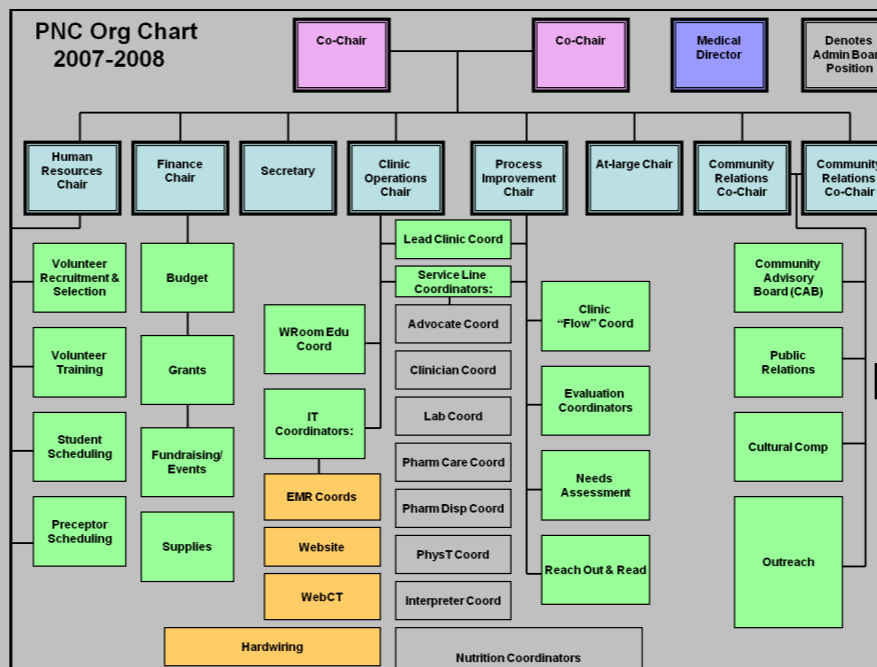 PNC Org Chart
2007-2008
Co-Chair
Co-Chair
Medical
Director
Denotes
Admin Board
Position
Human
Resources
Chair
Finance
Chair
Secretary
Clinic
Operations
Chair
Process
Improvement
Chair
At-large Chair
Community
Relations
Co-Chair
Community
Relations
Co-Chair
Volunteer
Recruitment &
Selection
Volunteer
Training
Student
Scheduling
Preceptor
Scheduling
Budget
Grants
Fundraising/
Events
Supplies
WRoom Edu
Coord
IT
Coordinators:
EMR Coords
Website
WebCT
Hardwiring
Lead Clinic Coord
Service Line
Coordinators:
Advocate Coord
Clinician Coord
Lab Coord
Pharm Care Coord
Pharm Disp Coord
PhysT Coord
Interpreter Coord
Nutrition Coordinators
Clinic
“Flow” Coord
Evaluation
Coordinators
Needs
Assessment
Reach Out & Read
Community
Advisory
Board (CAB)
Public
Relations
Cultural Comp
Outreach